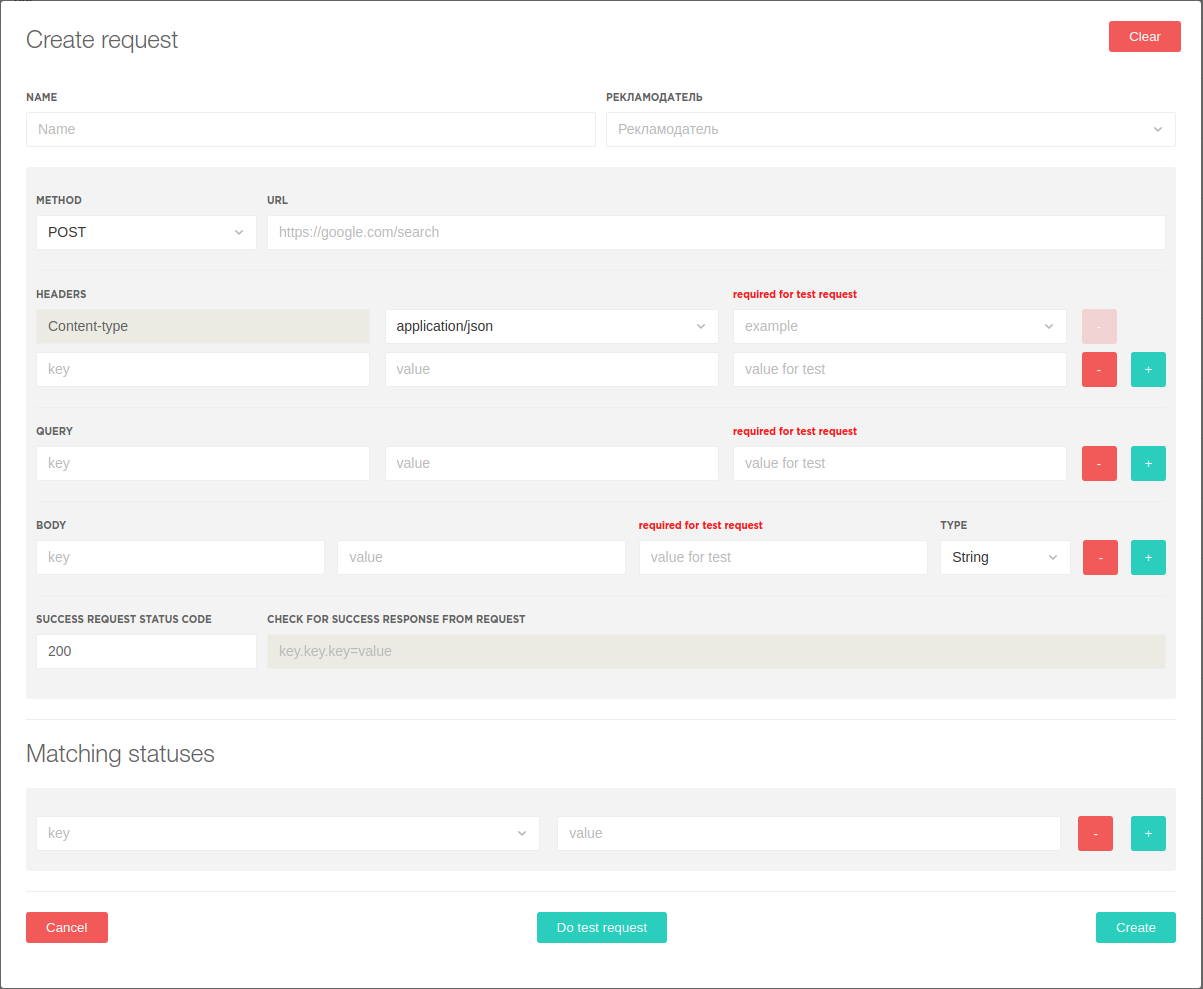 Create request
Clear
NAME
РЕКЛАМОДАТЕЛЬ
Name
Рекламодатель
METHOD
URL
POST
https://google.com/search
HEADERS
required for test request
Content-type
application/json
example
-
key
value
value for test
-
+
QUERY
required for test request
key
value
value for test
-
+
BODY
required for test request
TYPE
key
value
value for test
String
-
+
SUCCESS REQUEST STATUS CODE
CHECK FOR SUCCESS RESPONSE FROM REQUEST
200
key.key.key=value
Matching statuses
key
value
-
+
Cancel
Do test request
Create